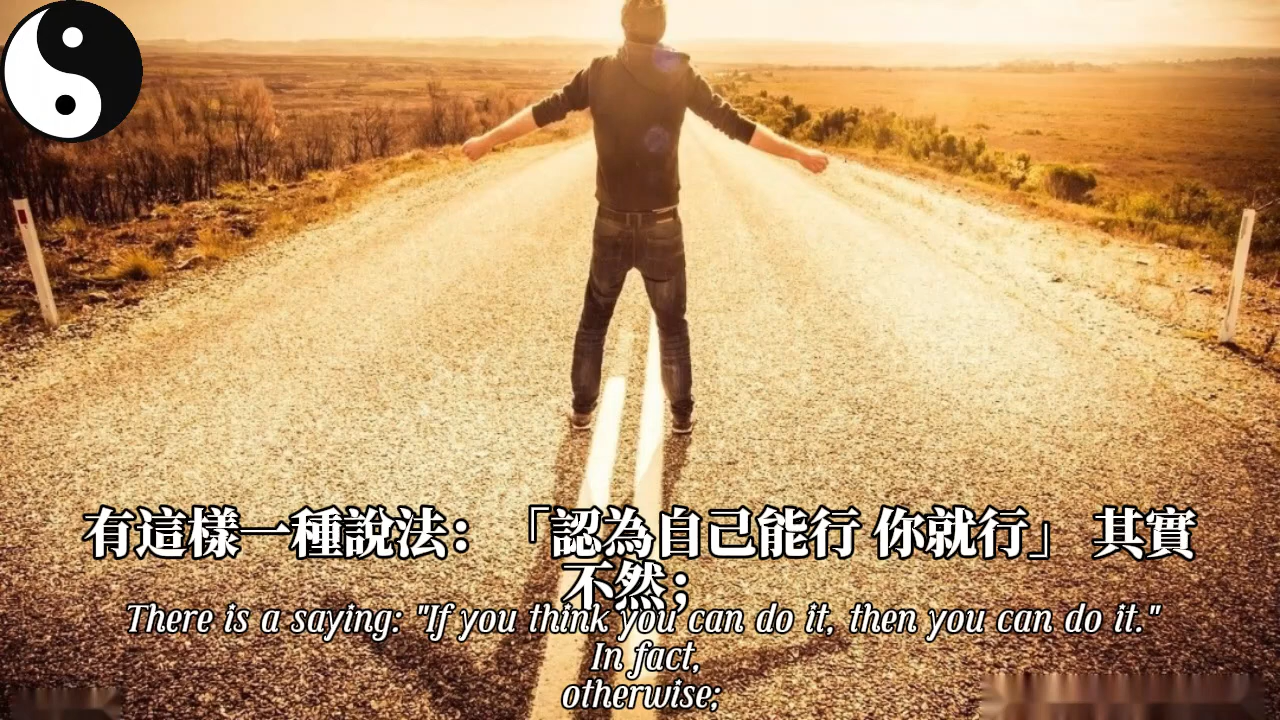 有這樣一種說法：「認為自己能行 你就行」 其實
不然；
There is a saying: "If you think you can do it, then you can do it."
In fact,
otherwise;